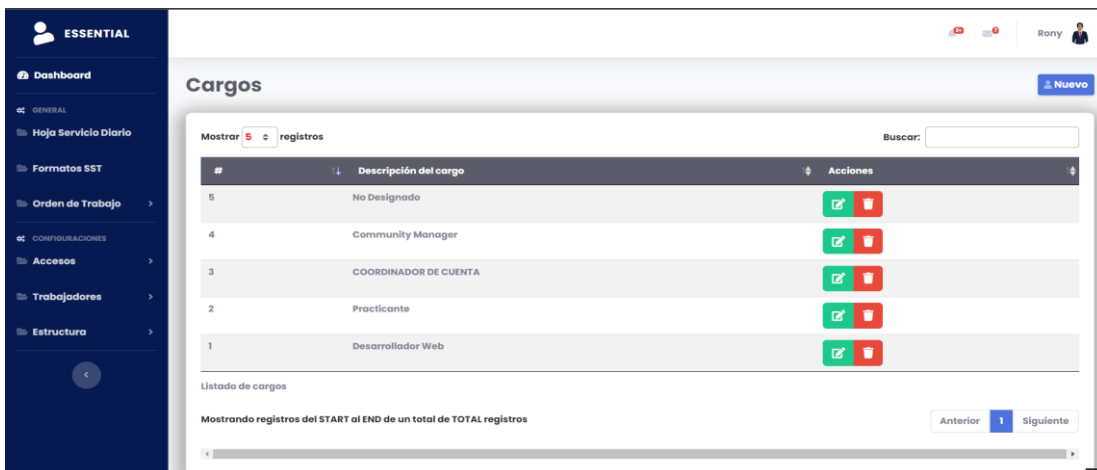 ESSENTIAL
Rony
Dashboard
Cargos
Nuevo
GENERAL
Hoja Servicio Diario
Formatos SST
Orden de Trabajo
CONFIGURACIONES
Accesos
Trabajadores
Estructura
Mostrar 5 registros
Buscar:
# Descripción del cargo Acciones
5 No Designado
4 Community Manager
3 COORDINADOR DE CUENTA
2 Practicante
1 Desarrollador Web
Listado de cargos
Mostrando registros del START al END de un total de TOTAL registros
Anterior 1 Siguiente